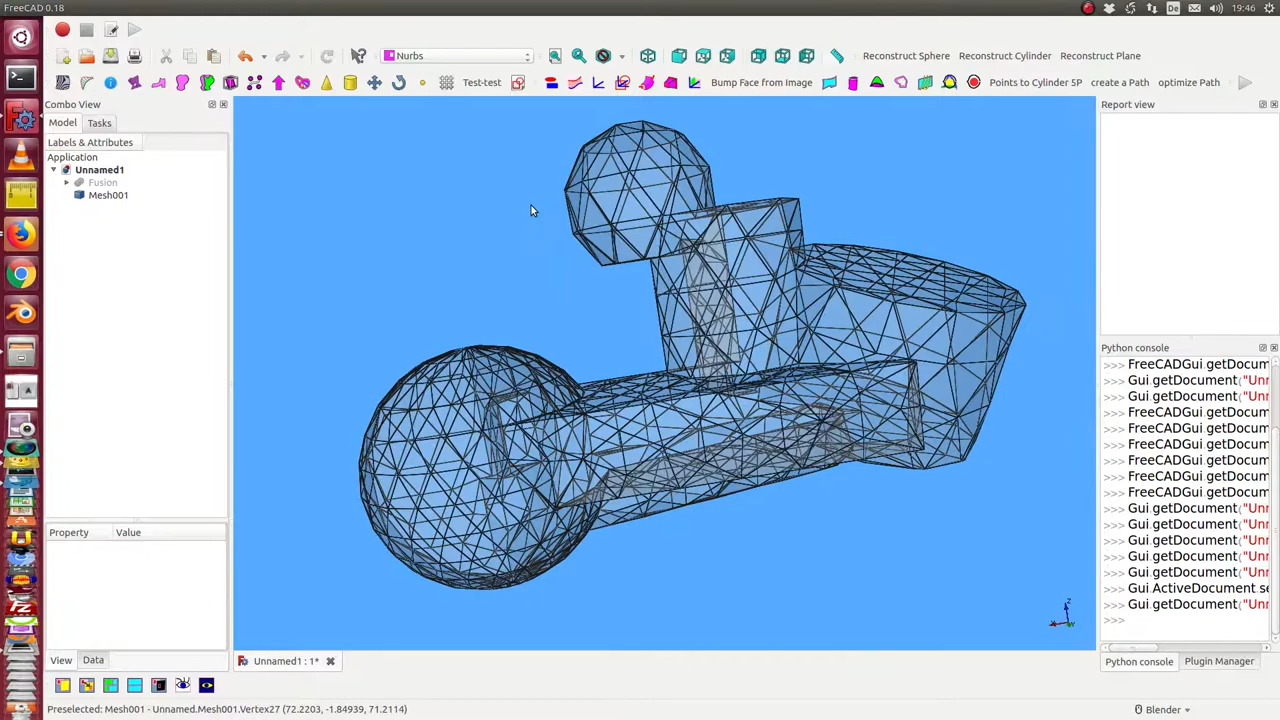 FreeCAD 0.18
De
19:46
Nurbs
Reconstruct Sphere
Reconstruct Cylinder
Reconstruct Plane
Test-test
Bump Face from Image
Points to Cylinder 5P
create a Path
optimize Path
Combo View
Model
Tasks
Labels & Attributes
Application
Unnamed1
Fusion
Mesh001
Property
Value
View
Data
Unnamed1 : 1*
Report view
Python console
>>> FreeCADGui.getDocum
>>> Gui.getDocument("Unr
>>> Gui.getDocument("Unr
>>> FreeCADGui.getDocum
>>> FreeCADGui.getDocum
>>> FreeCADGui.getDocum
>>> FreeCADGui.getDocum
>>> FreeCADGui.getDocum
>>> FreeCADGui.getDocum
>>> Gui.getDocument("Unr
>>> Gui.getDocument("Unr
>>> Gui.getDocument("Unr
>>> Gui.getDocument("Unr
>>> Gui.getDocument("Unr
>>> Gui.ActiveDocument.se
>>> Gui.getDocument("Unr
>>>
Python console
Plugin Manager
Preselected: Mesh001 - Unnamed.Mesh001.Vertex27 (72.2203, -1.84939, 71.2114)
Blender